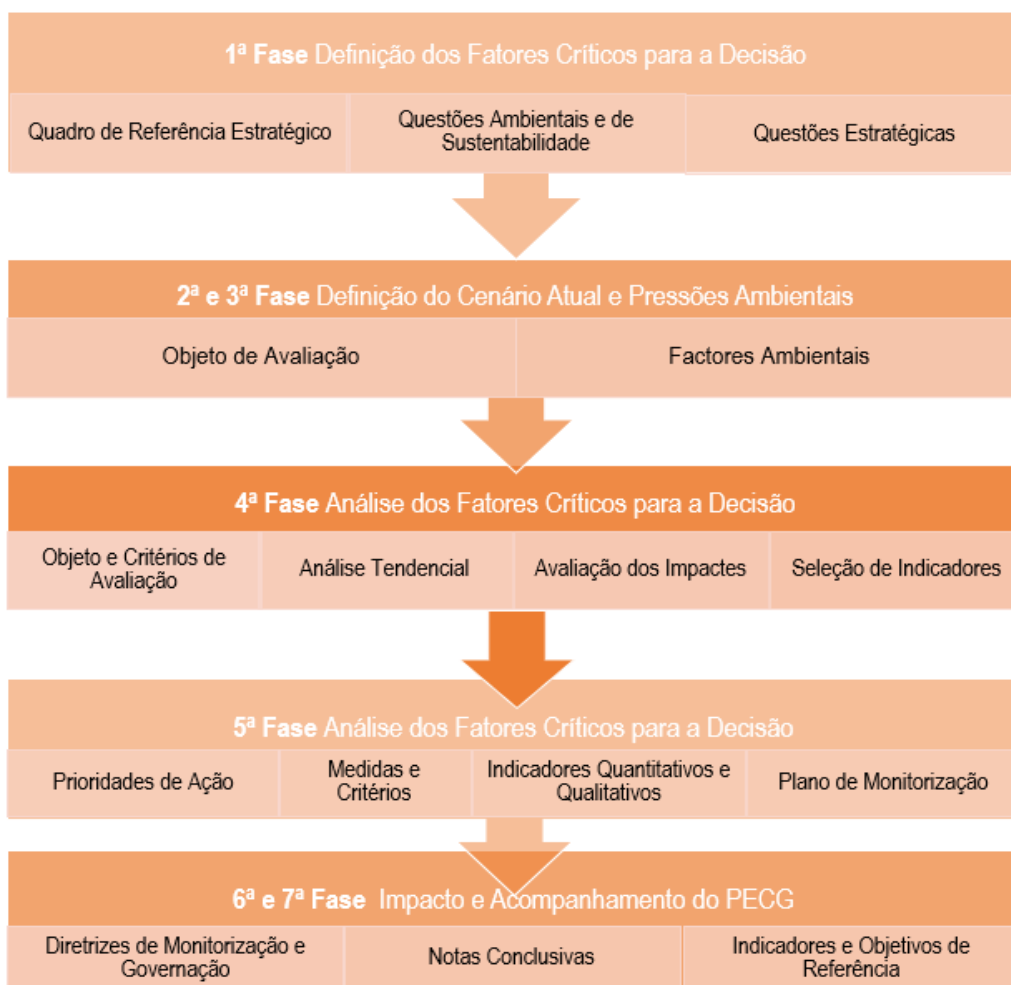 1ª Fase Definição dos Fatores Críticos para a Decisão
Quadro de Referência Estratégico
Questões Ambientais e de
Sustentabilidade
Questões Estratégicas
2ª e 3ª Fase Definição do Cenário Atual e Pressões Ambientais
Objeto de Avaliação
Factores Ambientais
4ª Fase Análise dos Fatores Críticos para a Decisão
Objeto e Critérios de
Avaliação
Análise Tendencial
Avaliação dos Impactes
Seleção de Indicadores
5ª Fase Análise dos Fatores Críticos para a Decisão
Prioridades de Ação
Medidas e
Critérios
Indicadores Quantitativos e
Qualitativos
Plano de Monitorização
6ª e 7ª Fase Impacto e Acompanhamento do PECG
Diretrizes de Monitorização e
Governação
Notas Conclusivas
Indicadores e Objetivos de
Referência